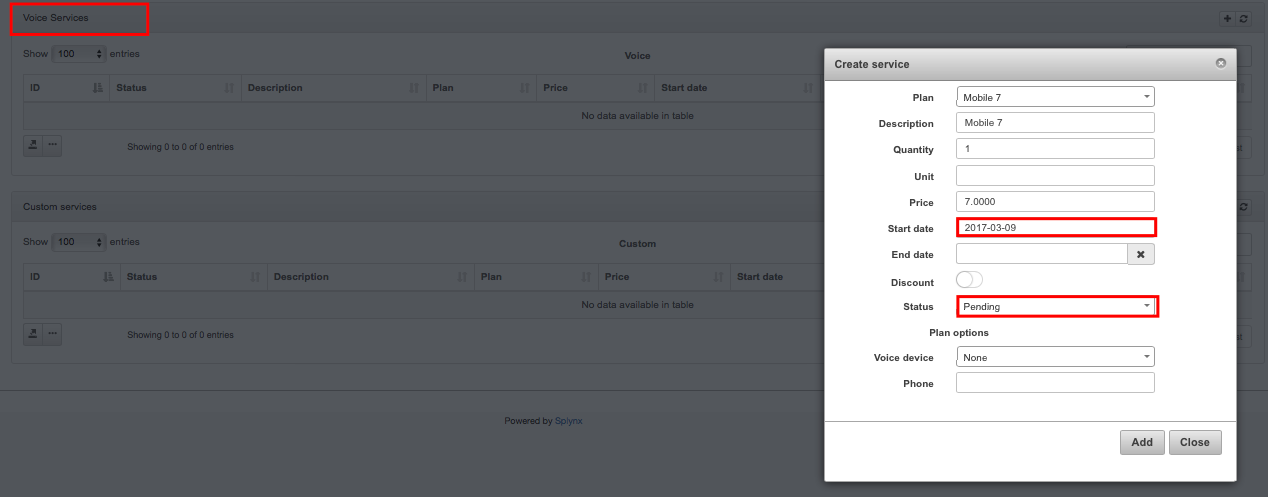 Voice Services
Show 100 entries
Voice
ID Status Description Plan Price Start date
No data available in table
Showing 0 to 0 of 0 entries
Custom services
Show 100 entries
Custom
ID Status Description Plan Price Start date
No data available in table
Showing 0 to 0 of 0 entries
Powered by Splynx
Create service
Plan Mobile 7
Description Mobile 7
Quantity 1
Unit
Price 7.0000
Start date 2017-03-09
End date
Discount
Status Pending
Plan options
Voice device None
Phone
Add Close